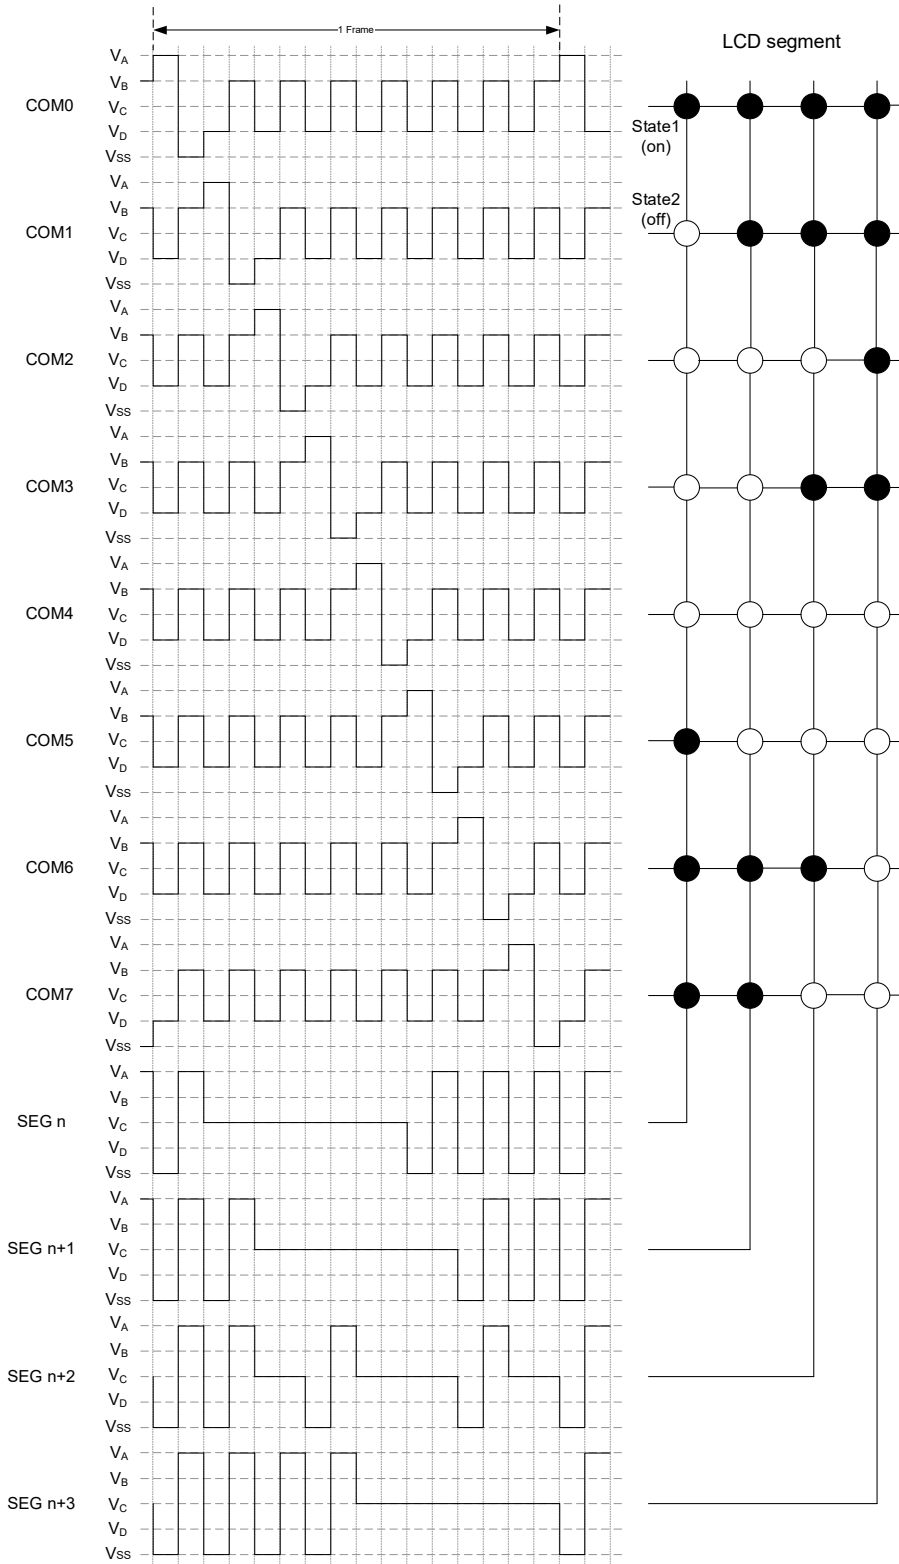 1 Frame
LCD segment
COM0
VA
VB
VC
VD
VSS
State1
(on)
COM1
VA
VB
VC
VD
VSS
State2
(off)
COM2
VA
VB
VC
VD
VSS
COM3
VA
VB
VC
VD
VSS
COM4
VA
VB
VC
VD
VSS
COM5
VA
VB
VC
VD
VSS
COM6
VA
VB
VC
VD
VSS
COM7
VA
VB
VC
VD
VSS
SEG n
VA
VB
VC
VD
VSS
SEG n+1
VA
VB
VC
VD
VSS
SEG n+2
VA
VB
VC
VD
VSS
SEG n+3
VA
VB
VC
VD
VSS